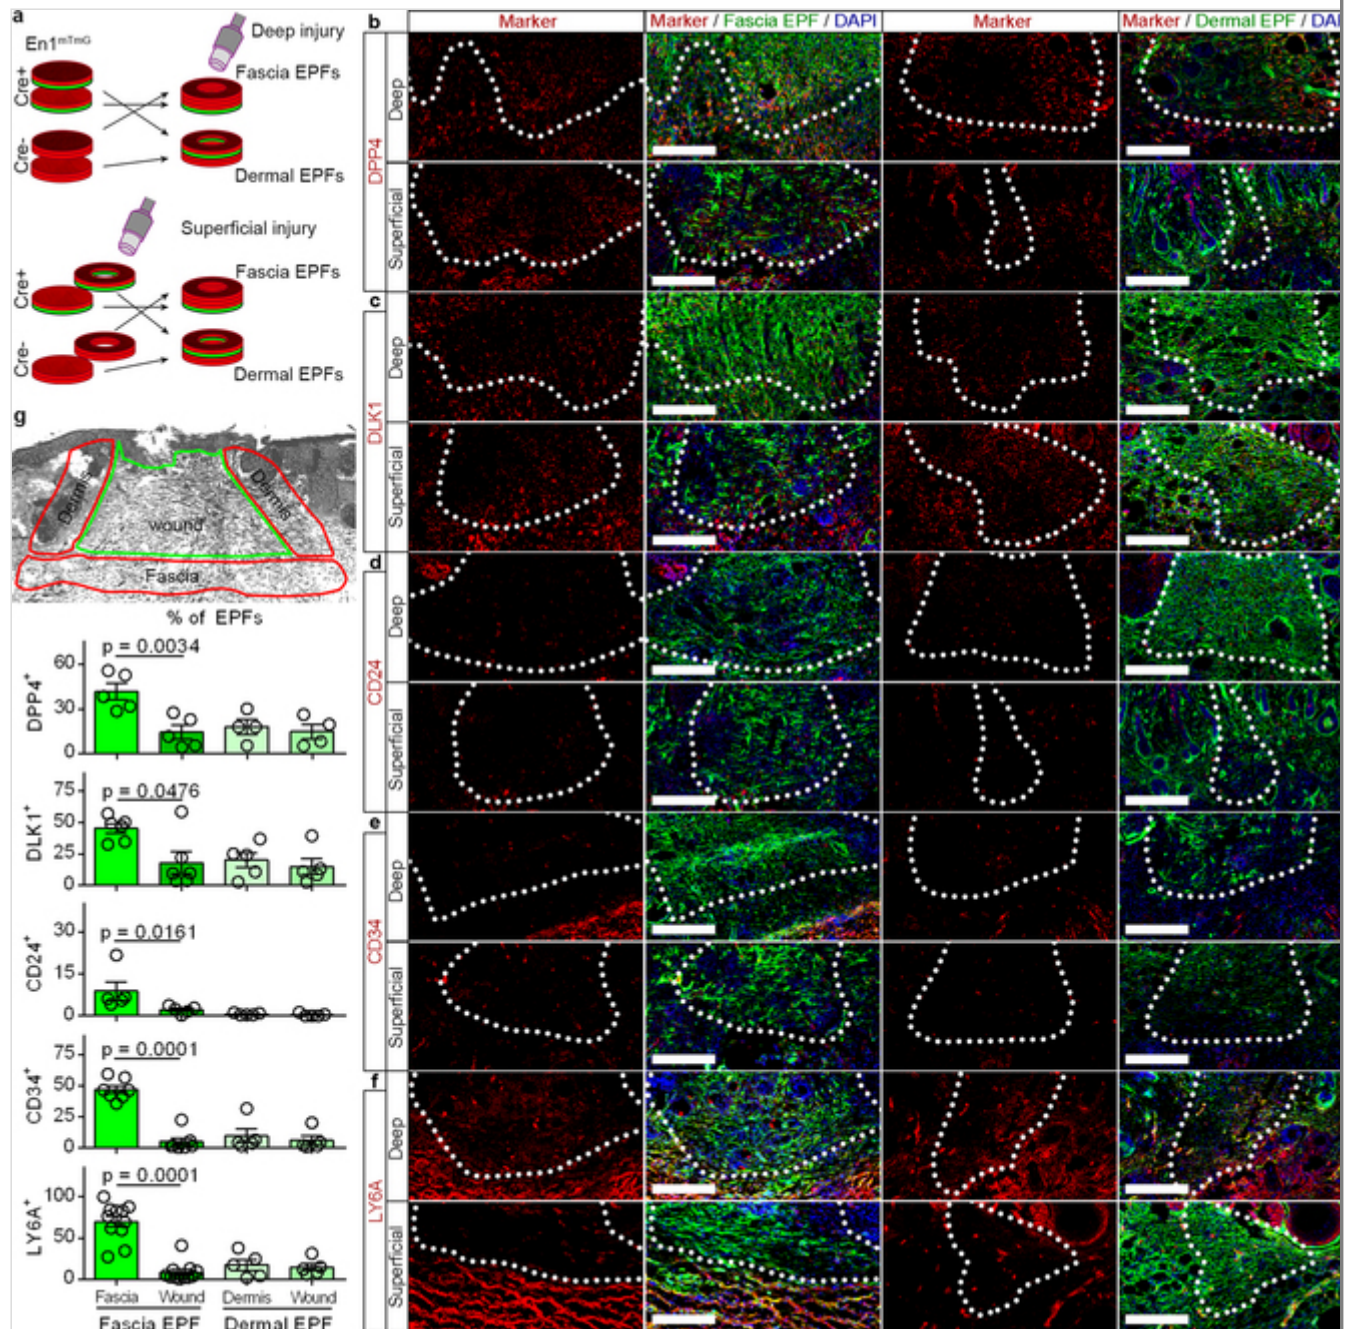 a
En1mTmG
Deep injury
Cre+
Fascia EPFs
Cre-
Dermal EPFs
Superficial injury
Cre+
Fascia EPFs
Cre-
Dermal EPFs
g
Dermis
wound
Dermis
Fascia
% of EPFs
p = 0.0034
DPP4+
60
30
0
p = 0.0476
DLK1+
75
50
25
0
p = 0.0161
CD24+
30
15
0
p = 0.0001
CD34+
75
50
25
0
p = 0.0001
LY6A+
100
50
0
Fascia Wound Dermis Wound
Fascia EPF Dermal EPF
b
Marker
Marker / Fascia EPF / DAPI
Marker
Marker / Dermal EPF / DAI
DPP4
Deep
Superficial
c
DLK1
Deep
Superficial
d
CD24
Deep
Superficial
e
CD34
Deep
Superficial
f
LY6A
Deep
Superficial